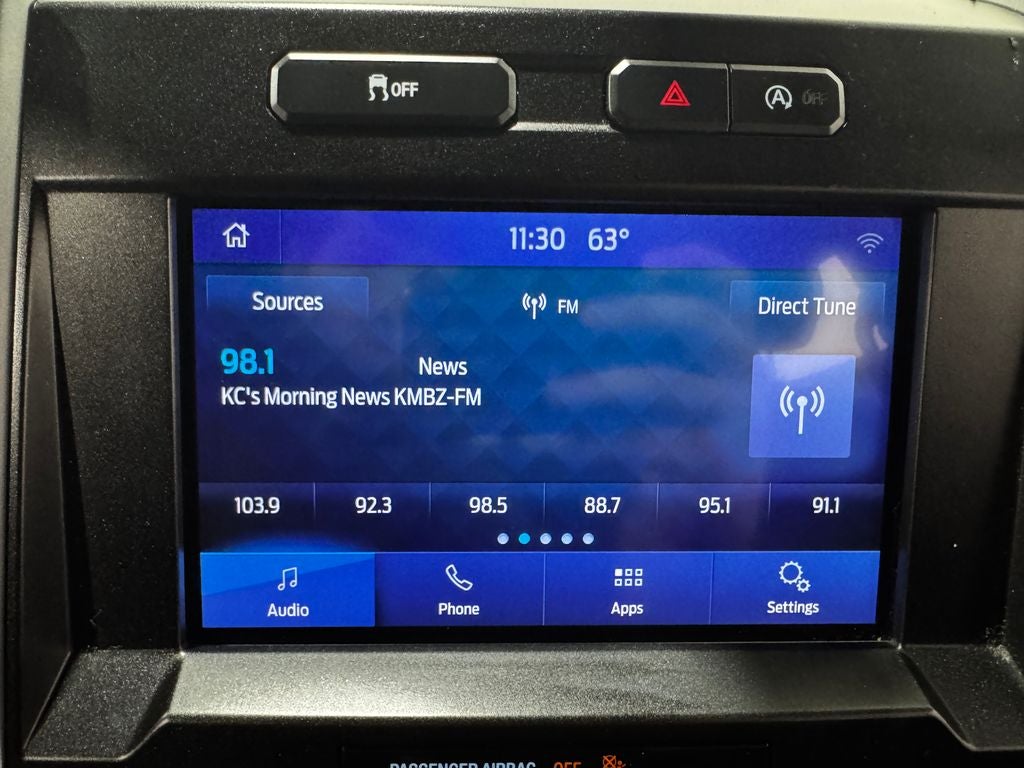 OFF
A OFF
11:30 63°
Sources FM Direct Tune
98.1 News
KC's Morning News KMBZ-FM
103.9 92.3 98.5 88.7 95.1 91.1
Audio Phone Apps Settings
PASSENGER AIRBAG OFF